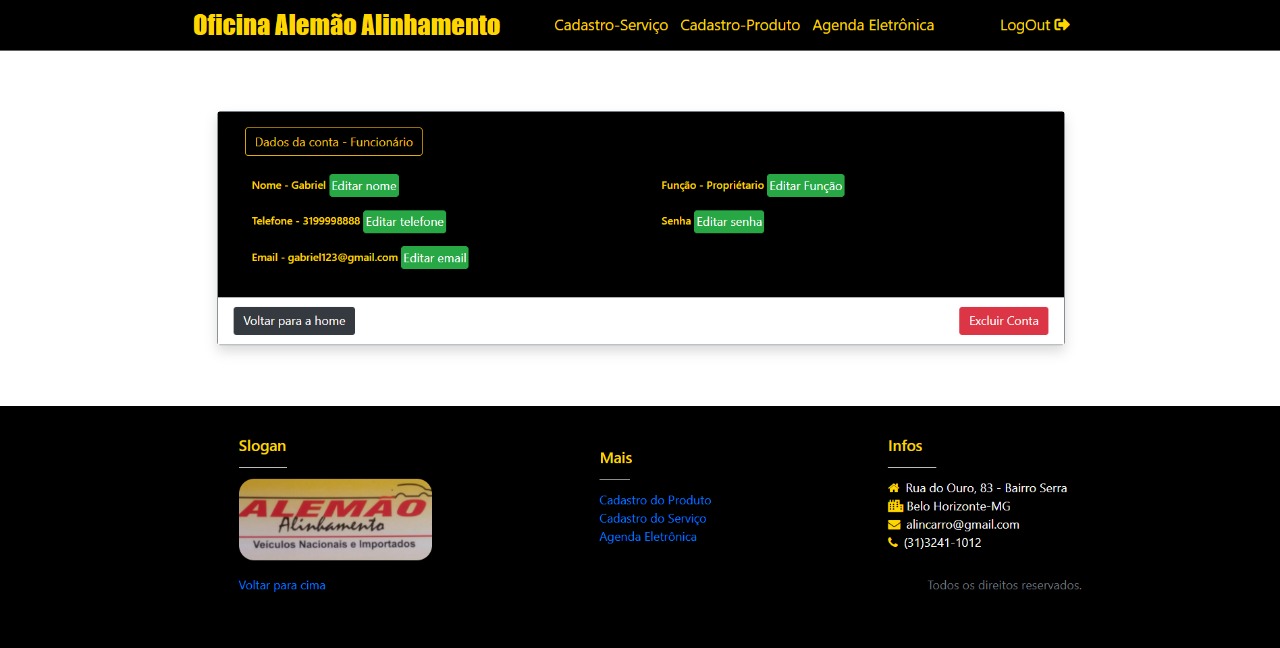 Oficina Alemão Alinhamento
Cadastro-Serviço Cadastro-Produto Agenda Eletrônica
LogOut
Dados da conta - Funcionário
Nome - Gabriel Editar nome
Função - Propriétario Editar Função
Telefone - 3199998888 Editar telefone
Senha Editar senha
Email - gabriel123@gmail.com Editar email
Voltar para a home
Excluir Conta
Slogan
ALEMÃO
Alinhamento
Veículos Nacionais e Importados
Voltar para cima
Mais
Cadastro do Produto
Cadastro do Serviço
Agenda Eletrônica
Infos
Rua do Ouro, 83 - Bairro Serra
Belo Horizonte-MG
alincarro@gmail.com
(31)3241-1012
Todos os direitos reservados.